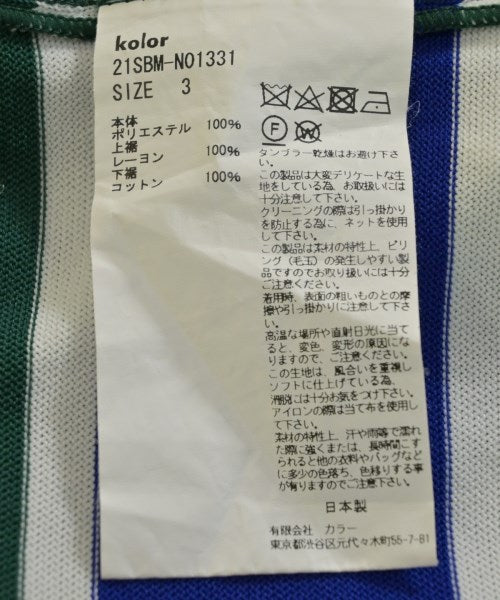 kolor
21SBM-N01331
SIZE 3
本体
ポリエステル 100%
上裾
レーヨン 100%
下裾
コットン 100%
F
W
タンブラー乾燥はお避け下さ
い。
この製品は大変デリケートな生
地をしている為、お取扱いには
十分注意して下さい。
クリーニングの際は引っ掛かり
を防止する為に、ネットを使用
して下さい。
この製品は素材の特性上、ピリ
ング(毛玉)の発生しやすい製
品ですのでお取り扱いには十分
ご注意ください。
着用時、表面の粗いものとの摩
擦や引っ掛かりに注意してくだ
さい。
高温な場所や直射日光に当て
ると、変色、変形の原因にな
りますので、ご注意ください。
この生地は、風合いを重視し
ソフトに仕上げている為、
滑脱には十分お気をつけ下さい。
アイロンの際は当て布を使用し
て下さい。
素材の特性上、汗や雨等で濡れ
た際に強くまたは、長時間こす
られると他の衣料やバッグなど
に多少の色落ち、色移りする事
が有りますのでご注意ください。
日本製
有限会社 カラー
東京都渋谷区元代々木町55-7-B1